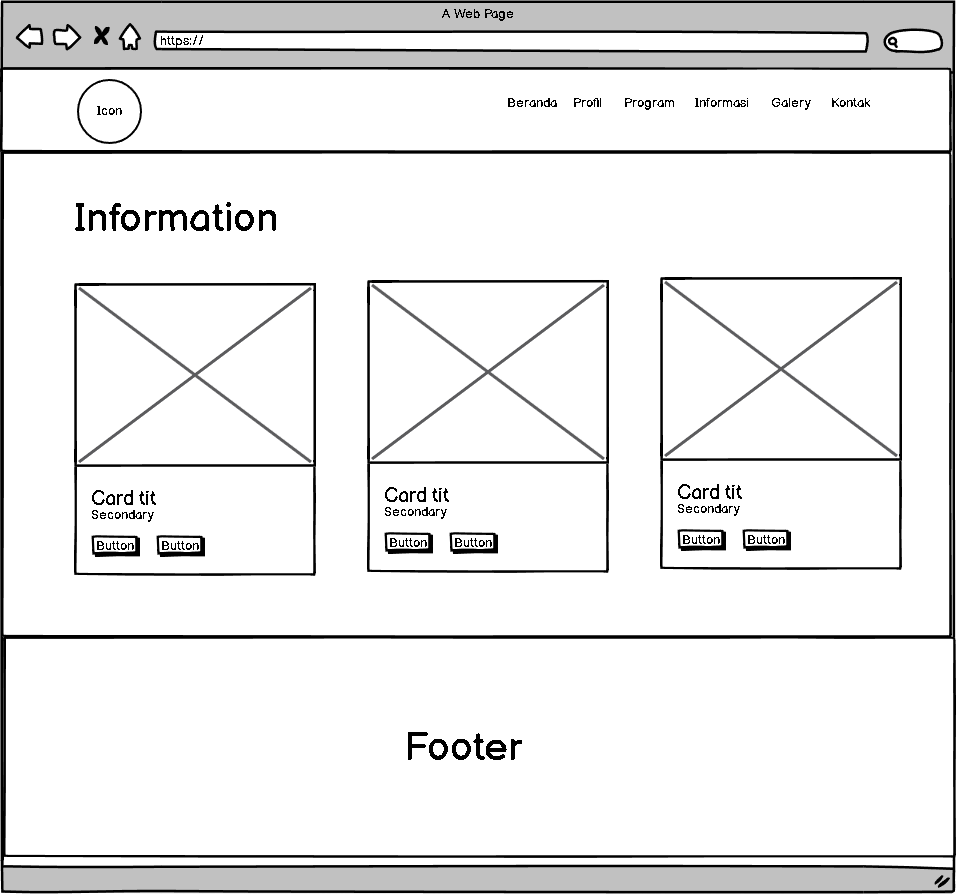 A Web Page
https://
Icon
Beranda Profil Program Informasi Galery Kontak
Information
Card tit
Secondary
Button Button
Card tit
Secondary
Button Button
Card tit
Secondary
Button Button
Footer